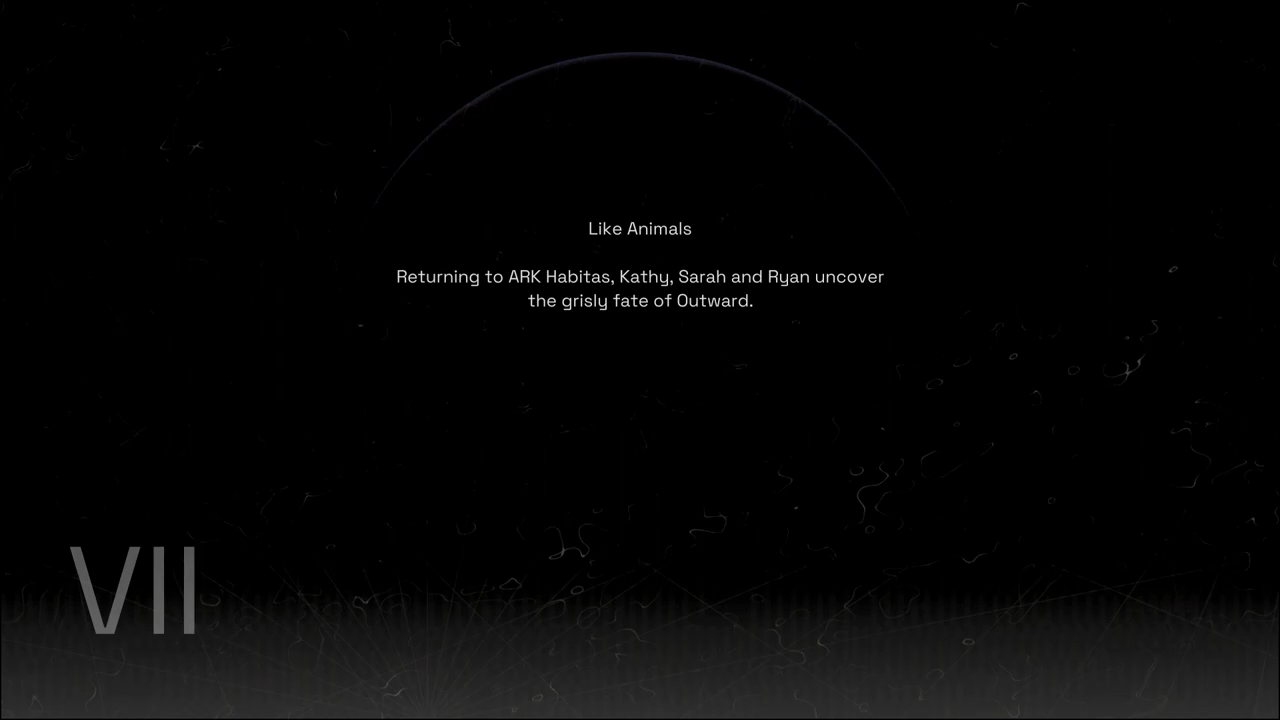 Like Animals
Returning to ARK Habitas, Kathy, Sarah and Ryan uncover
the grisly fate of Outward.
VII